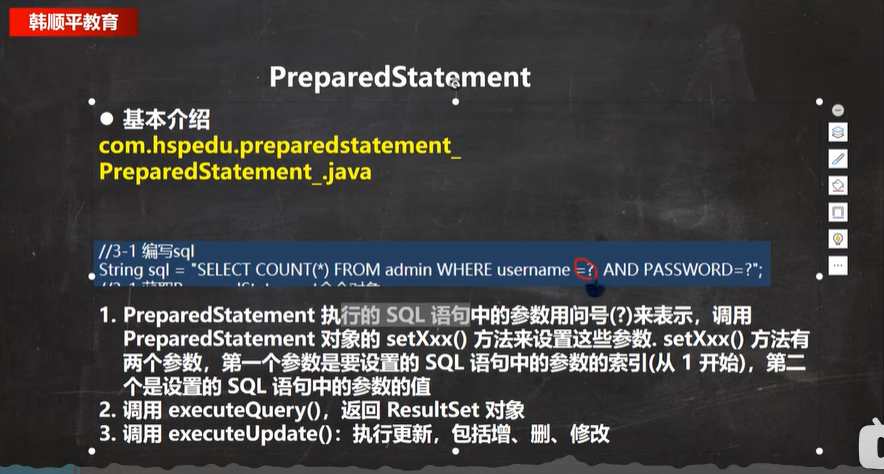 韩顺平教育
PreparedStatement
● 基本介绍
com.hspedu.preparedstatement_
PreparedStatement_.java
//3-1 编写sql
String sql = "SELECT COUNT(*) FROM admin WHERE username =? AND PASSWORD=?";
1. PreparedStatement 执行的 SQL 语句中的参数用问号(?)来表示，调用
PreparedStatement 对象的 setXxx() 方法来设置这些参数. setXxx() 方法有
两个参数，第一个参数是要设置的 SQL 语句中的参数的索引(从 1 开始)，第二
个是设置的 SQL 语句中的参数的值
2. 调用 executeQuery()，返回 ResultSet 对象
3. 调用 executeUpdate()：执行更新，包括增、删、修改